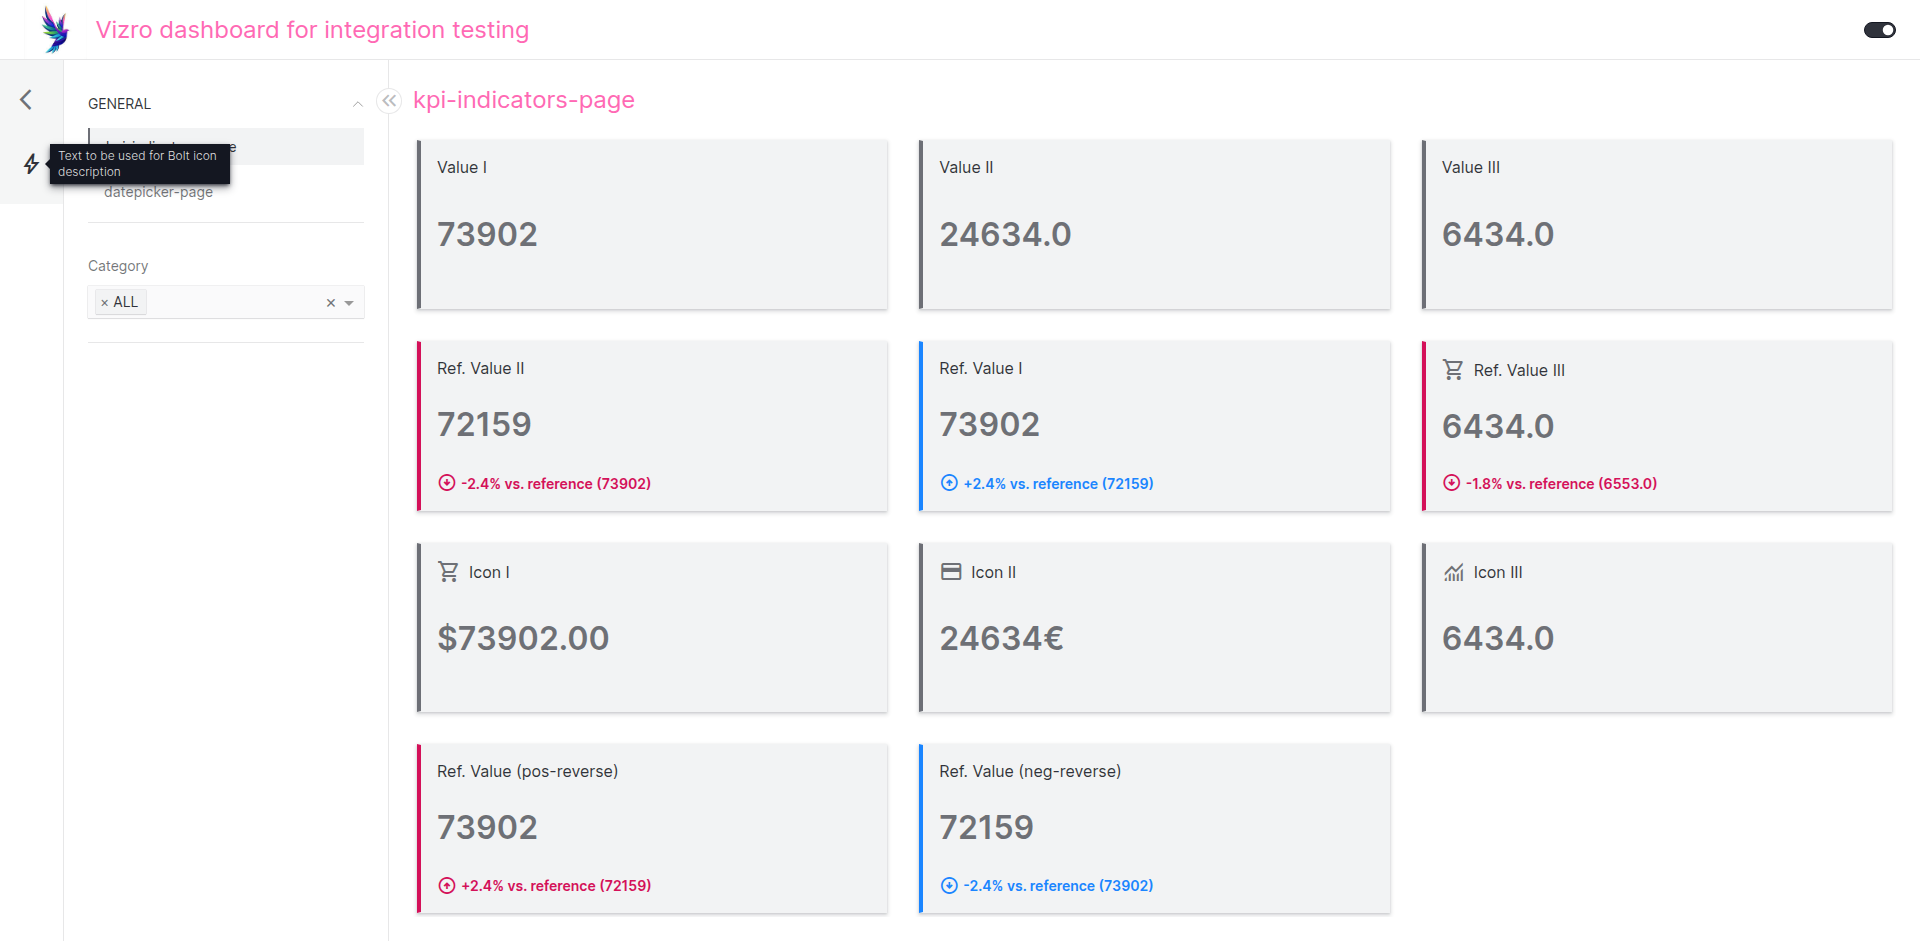 Vizro dashboard for integration testing
GENERAL
kpi-indicators-page
Text to be used for Bolt icon
description
datepicker-page
Category
× ALL
Value I
73902
Value II
24634.0
Value III
6434.0
Ref. Value II
72159
-2.4% vs. reference (73902)
Ref. Value I
73902
+2.4% vs. reference (72159)
Ref. Value III
6434.0
-1.8% vs. reference (6553.0)
Icon I
$73902.00
Icon II
24634€
Icon III
6434.0
Ref. Value (pos-reverse)
73902
+2.4% vs. reference (72159)
Ref. Value (neg-reverse)
72159
-2.4% vs. reference (73902)